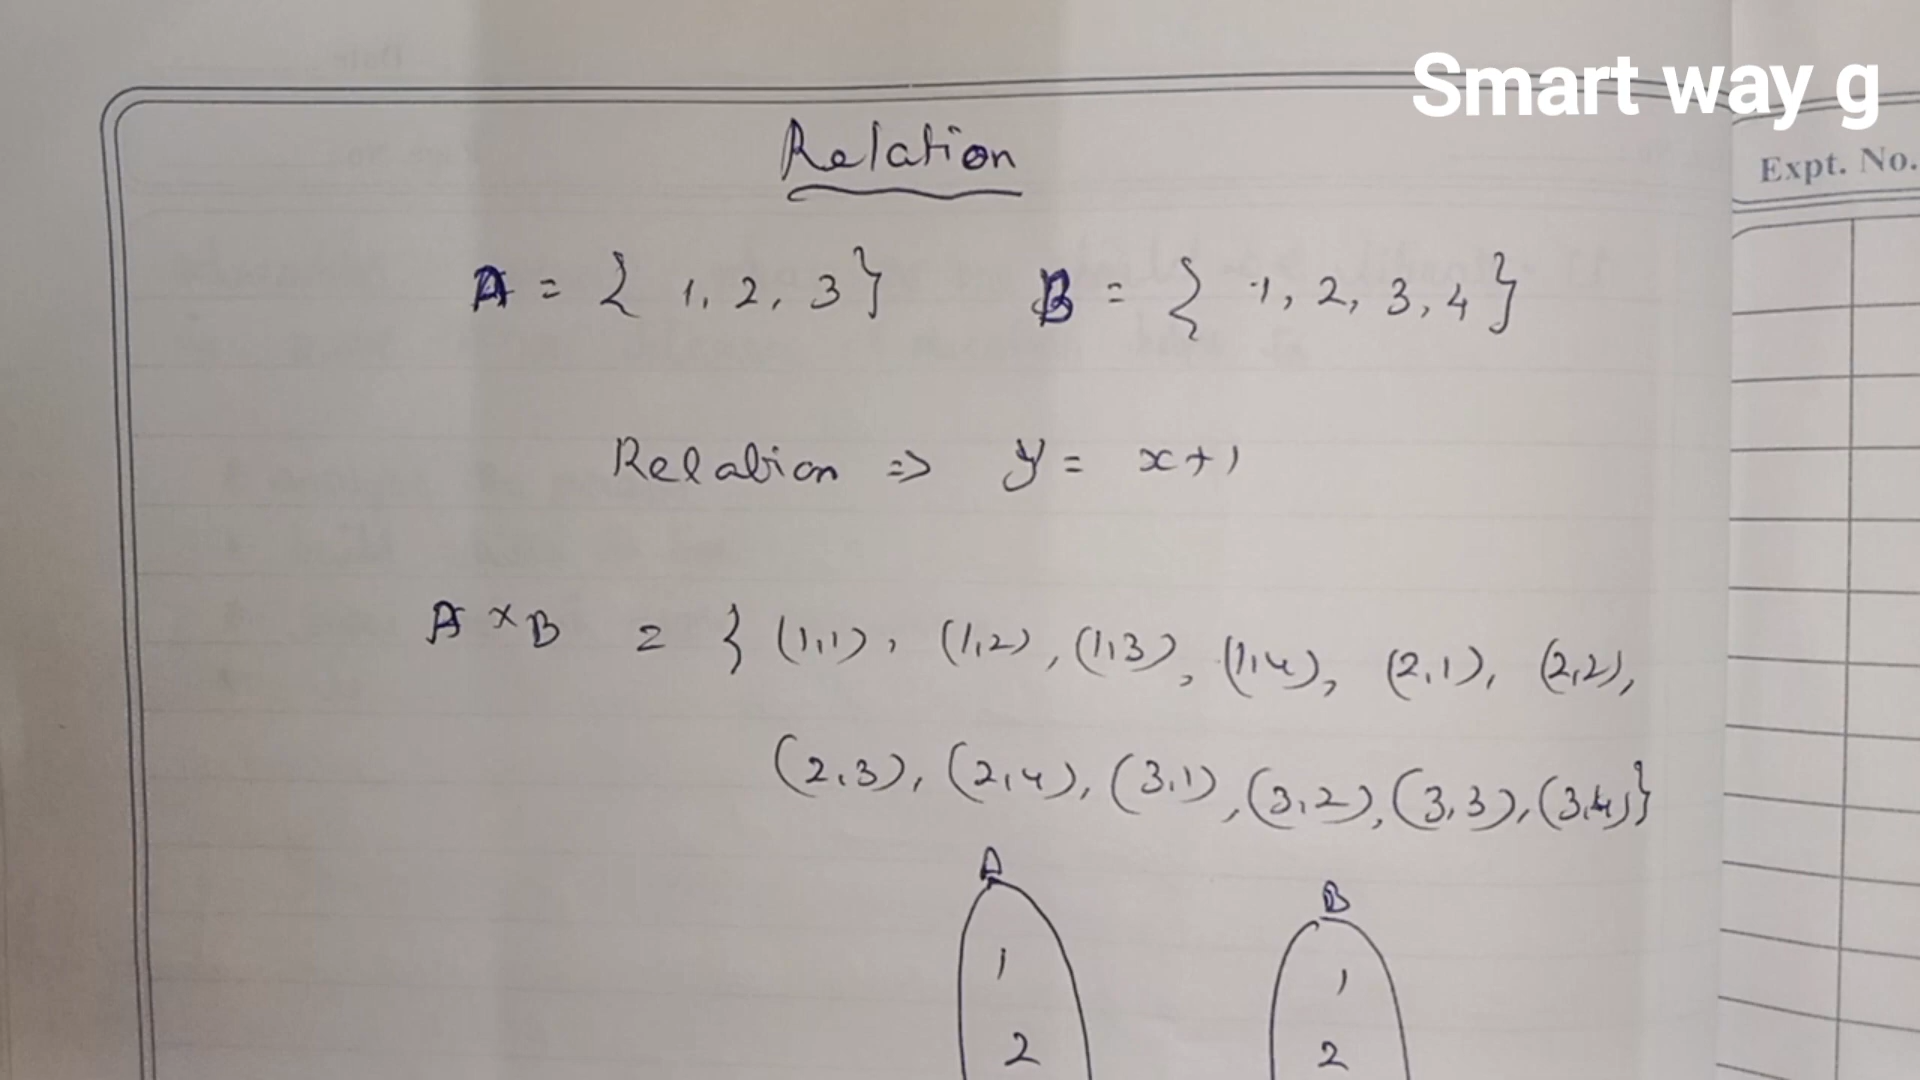 Smart way g
Expt. No.
Relation
A = { 1, 2, 3 }   B = { 1, 2, 3, 4 }
Relation ⇒ y = x+1
A × B = { (1,1), (1,2), (1,3), (1,4), (2,1), (2,2),
(2,3), (2,4), (3,1), (3,2), (3,3), (3,4) }
A   B
1   1
2   2